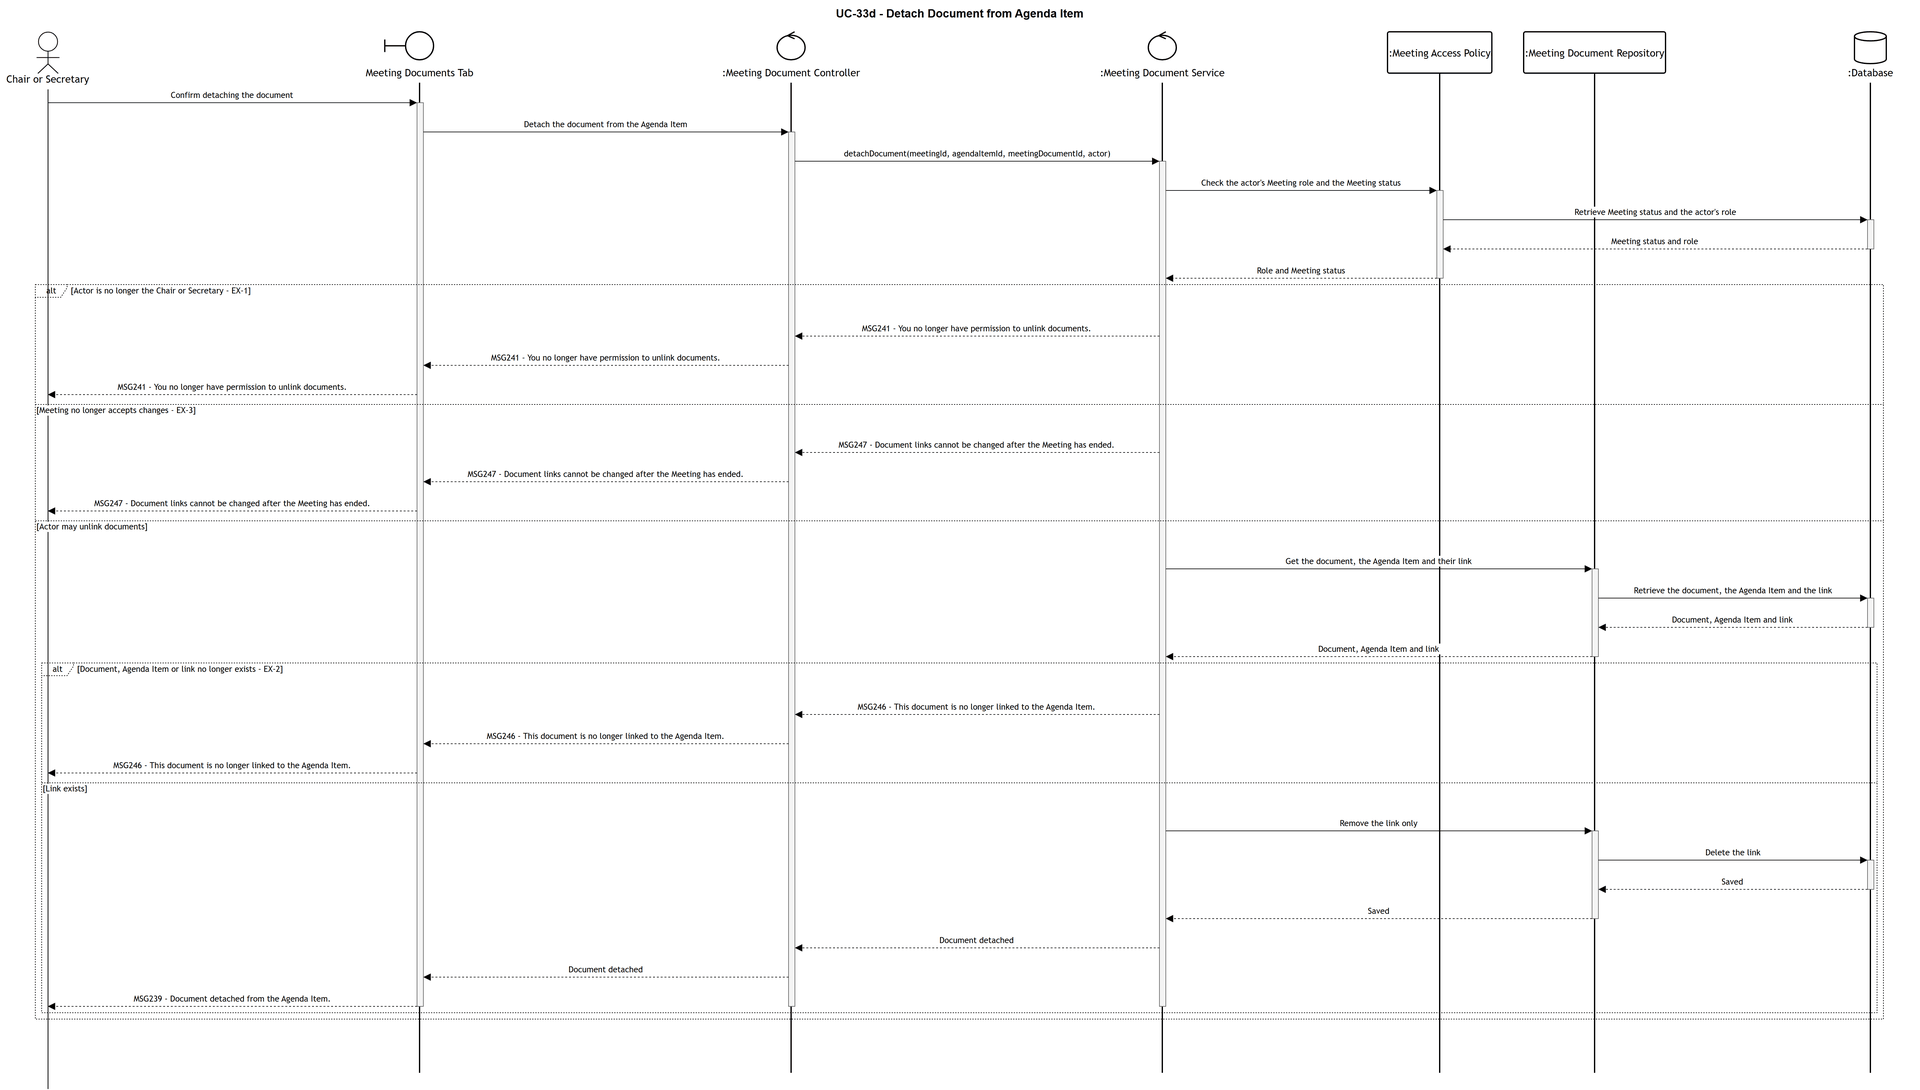 UC-33d - Detach Document from Agenda Item
Chair or Secretary
Meeting Documents Tab
:Meeting Document Controller
:Meeting Document Service
:Meeting Access Policy
:Meeting Document Repository
:Database
Confirm detaching the document
Detach the document from the Agenda Item
detachDocument(meetingId, agendaItemId, meetingDocumentId, actor)
Check the actor's Meeting role and the Meeting status
Retrieve Meeting status and the actor's role
Meeting status and role
Role and Meeting status
alt [Actor is no longer the Chair or Secretary - EX-1]
MSG241 - You no longer have permission to unlink documents.
MSG241 - You no longer have permission to unlink documents.
MSG241 - You no longer have permission to unlink documents.
[Meeting no longer accepts changes - EX-3]
MSG247 - Document links cannot be changed after the Meeting has ended.
MSG247 - Document links cannot be changed after the Meeting has ended.
MSG247 - Document links cannot be changed after the Meeting has ended.
[Actor may unlink documents]
Get the document, the Agenda Item and their link
Retrieve the document, the Agenda Item and the link
Document, Agenda Item and link
Document, Agenda Item and link
alt [Document, Agenda Item or link no longer exists - EX-2]
MSG246 - This document is no longer linked to the Agenda Item.
MSG246 - This document is no longer linked to the Agenda Item.
MSG246 - This document is no longer linked to the Agenda Item.
[Link exists]
Remove the link only
Delete the link
Saved
Saved
Document detached
Document detached
MSG239 - Document detached from the Agenda Item.